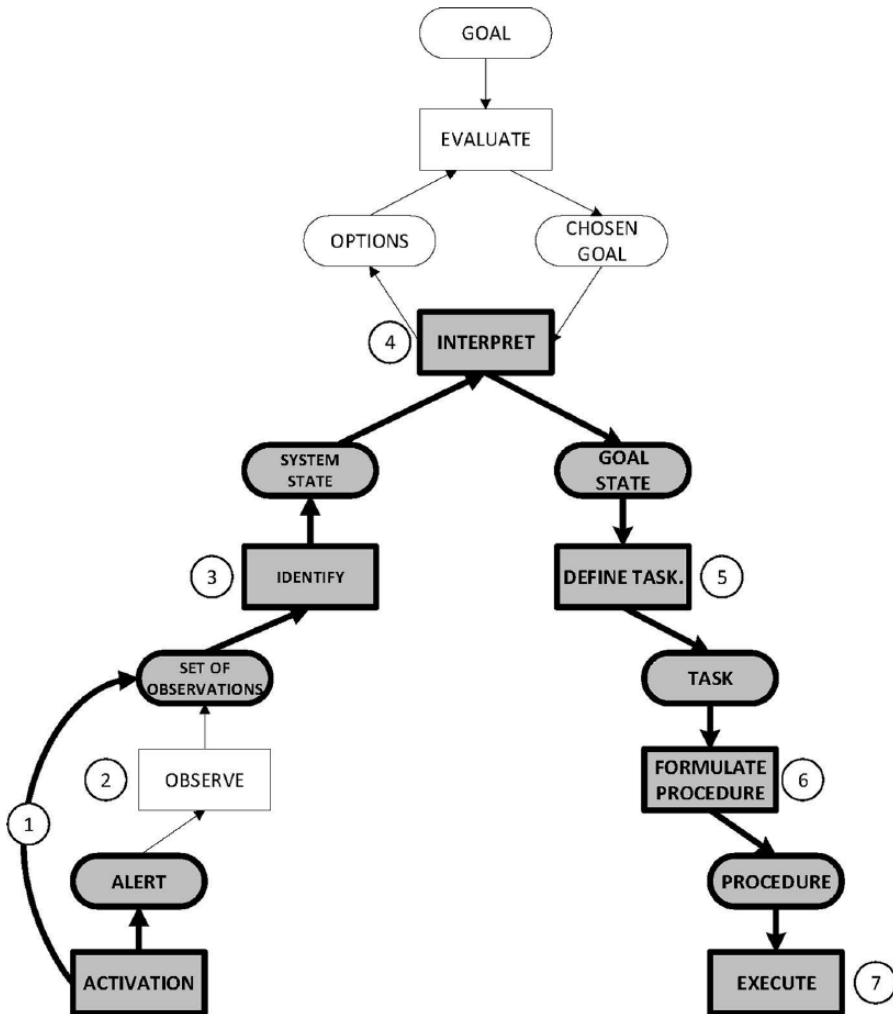 GOAL
EVALUATE
OPTIONS
CHOSEN
GOAL
4
INTERPRET
SYSTEM
STATE
GOAL
STATE
3
IDENTIFY
DEFINE TASK.
5
SET OF
OBSERVATIONS
TASK
2
OBSERVE
FORMULATE
PROCEDURE
6
1
ALERT
PROCEDURE
ACTIVATION
EXECUTE
7